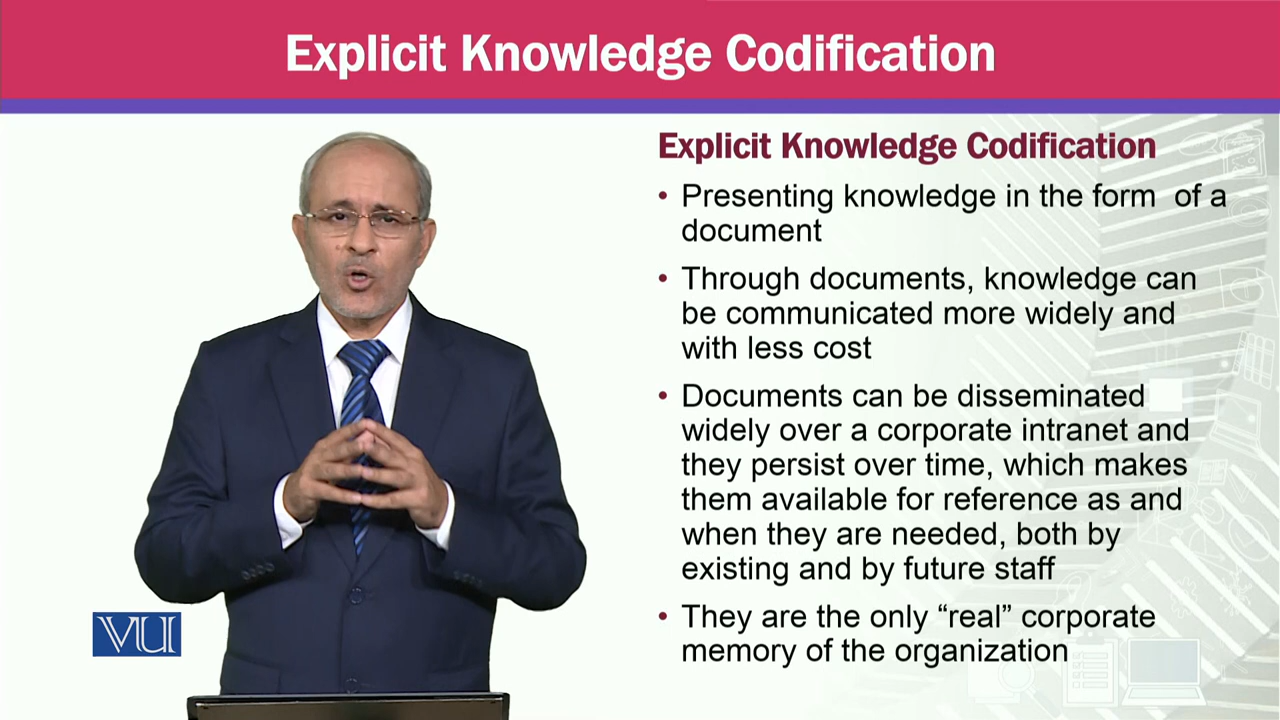 Explicit Knowledge Codification
Explicit Knowledge Codification
• Presenting knowledge in the form  of a
document
• Through documents, knowledge can
be communicated more widely and
with less cost
• Documents can be disseminated
widely over a corporate intranet and
they persist over time, which makes
them available for reference as and
when they are needed, both by
existing and by future staff
• They are the only “real” corporate
memory of the organization
VU